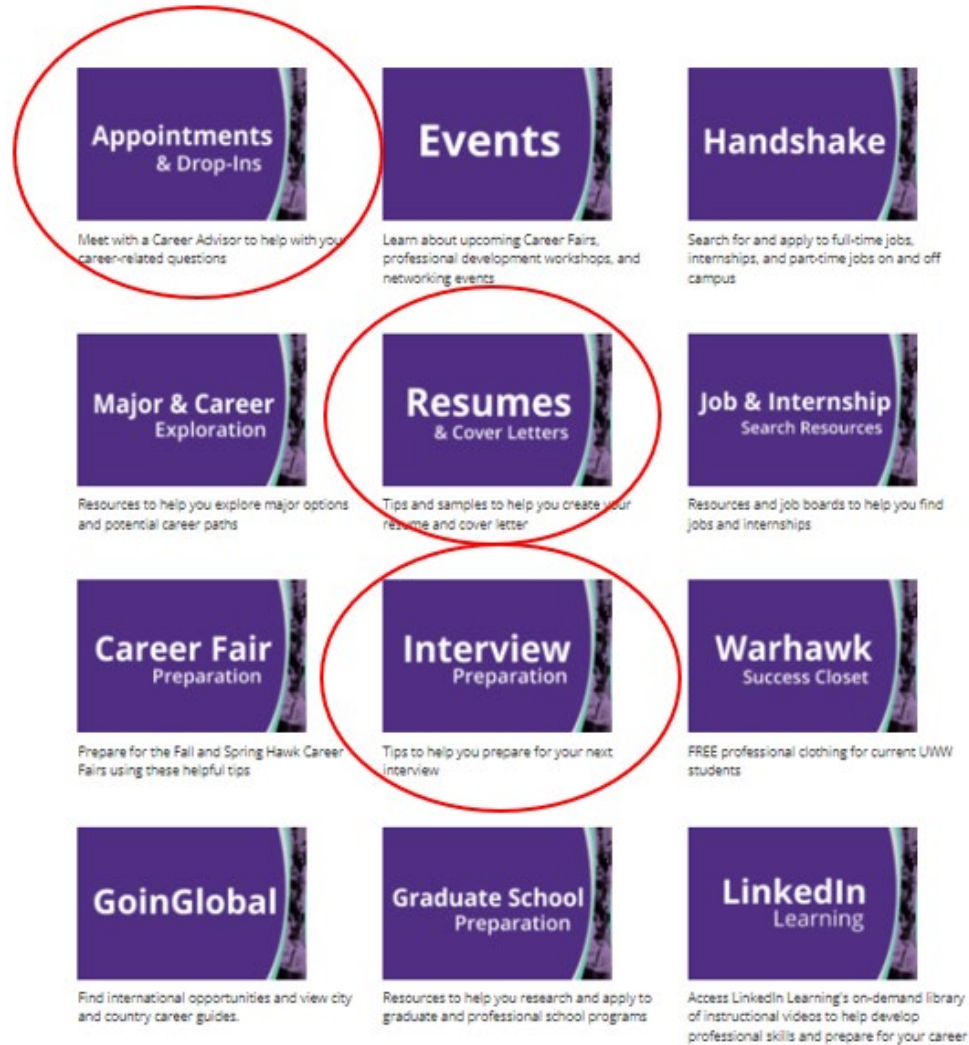 Appointments
& Drop-Ins
Meet with a Career Advisor to help with your
career-related questions
Events
Learn about upcoming Career Fairs,
professional development workshops, and
networking events
Handshake
Search for and apply to full-time jobs,
internships, and part-time jobs on and off
campus
Major & Career
Exploration
Resources to help you explore major options
and potential career paths
Resumes
& Cover Letters
Tips and samples to help you create your
resume and cover letter
Job & Internship
Search Resources
Resources and job boards to help you find
jobs and internships
Career Fair
Preparation
Prepare for the Fall and Spring Hawk Career
Fairs using these helpful tips
Interview
Preparation
Tips to help you prepare for your next
interview
Warhawk
Success Closet
FREE professional clothing for current UWW
students
GoinGlobal
Find international opportunities and view city
and country career guides.
Graduate School
Preparation
Resources to help you research and apply to
graduate and professional school programs
LinkedIn
Learning
Access LinkedIn Learning's on-demand library
of instructional videos to help develop
professional skills and prepare for your career